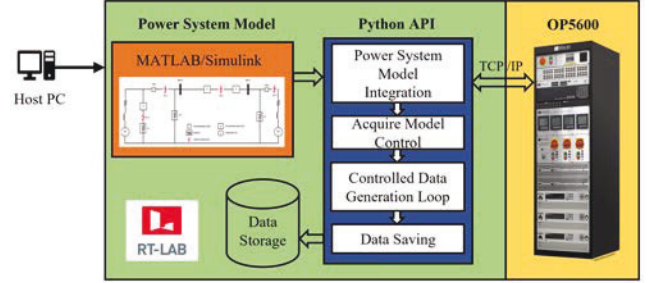 Power System Model
Python API
OP5600
MATLAB/Simulink
Power System
Model
Integration
TCP/IP
Host PC
Acquire Model
Control
Controlled Data
Generation Loop
Data
Storage
Data Saving
RT-LAB